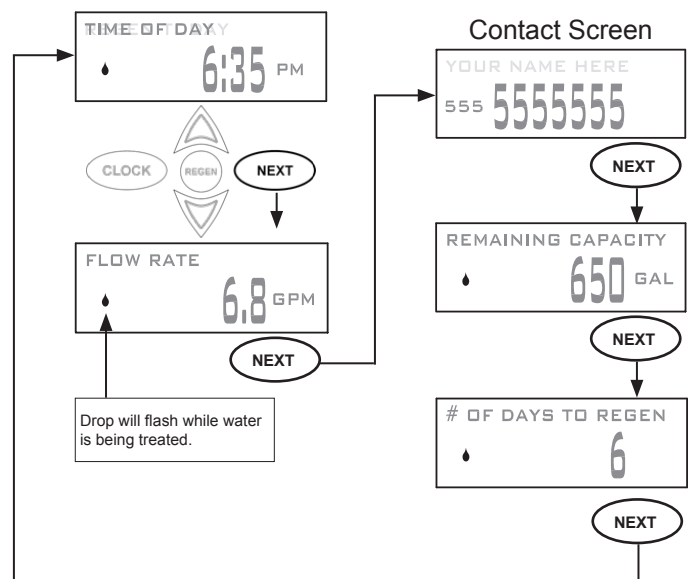 TIME OF DAY
6:35 PM
CLOCK
REGEN
NEXT
FLOW RATE
6.8 GPM
NEXT
Drop will flash while water
is being treated.
Contact Screen
YOUR NAME HERE
555 5555555
NEXT
REMAINING CAPACITY
650 GAL
NEXT
# OF DAYS TO REGEN
6
NEXT